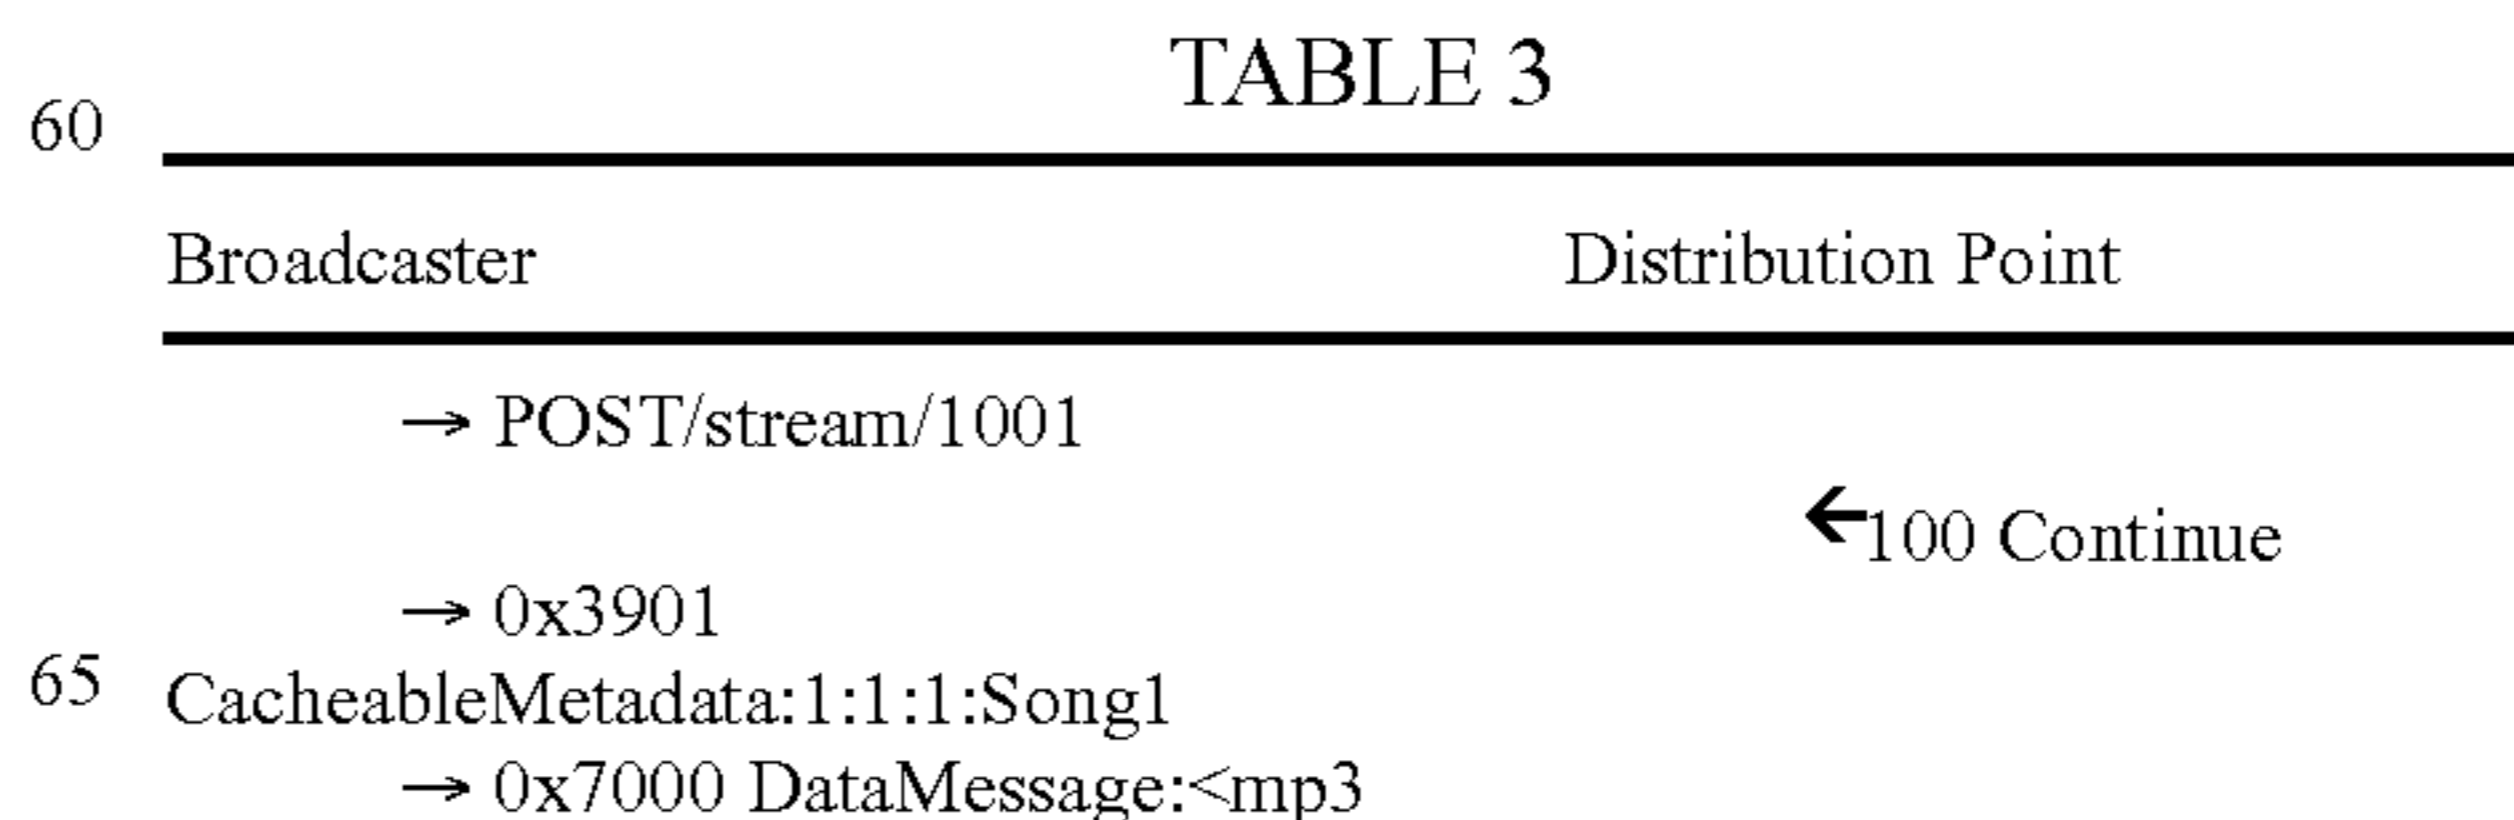 TABLE 3
60
Broadcaster Distribution Point
→ POST/stream/1001
←100 Continue
→ 0x3901
65 CacheableMetadata:1:1:1:Song1
→ 0x7000 DataMessage:<mp3